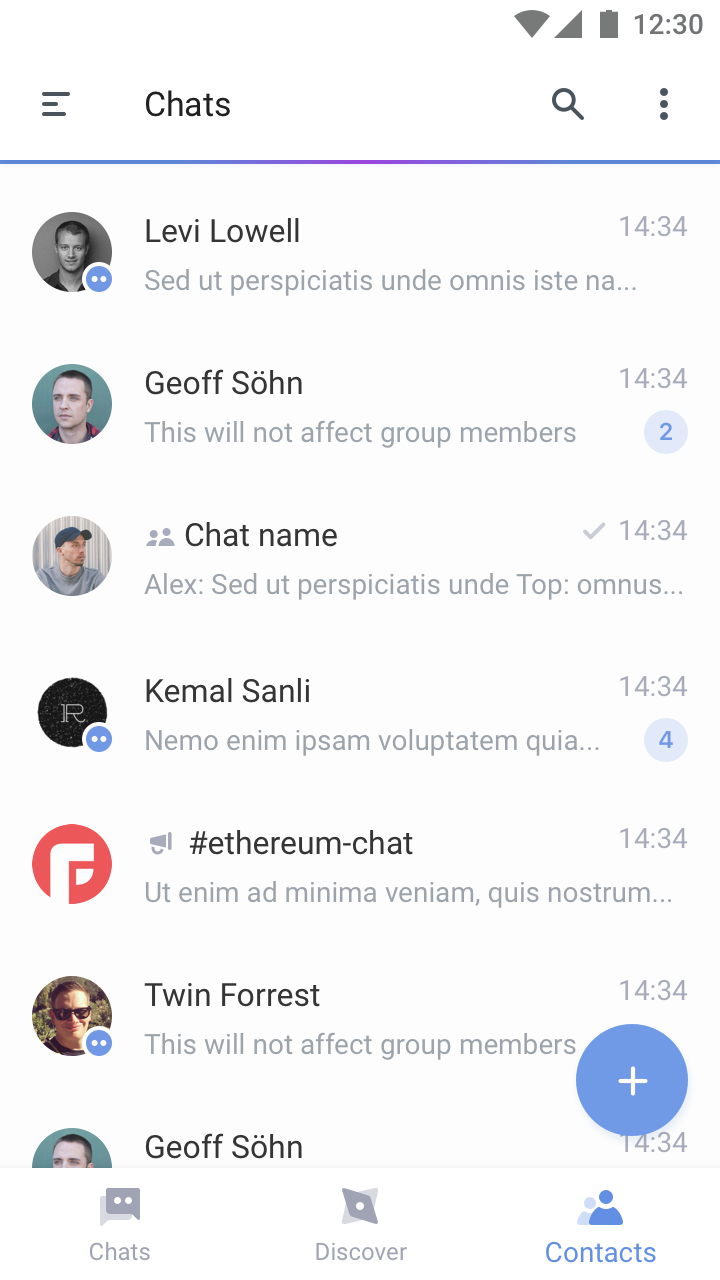 12:30
Chats
Levi Lowell 14:34
Sed ut perspiciatis unde omnis iste na...
Geoff Söhn 14:34
This will not affect group members 2
Chat name 14:34
Alex: Sed ut perspiciatis unde Top: omnus...
Kemal Sanli 14:34
Nemo enim ipsam voluptatem quia... 4
#ethereum-chat 14:34
Ut enim ad minima veniam, quis nostrum...
Twin Forrest 14:34
This will not affect group members
Geoff Söhn 14:34
Chats Discover Contacts